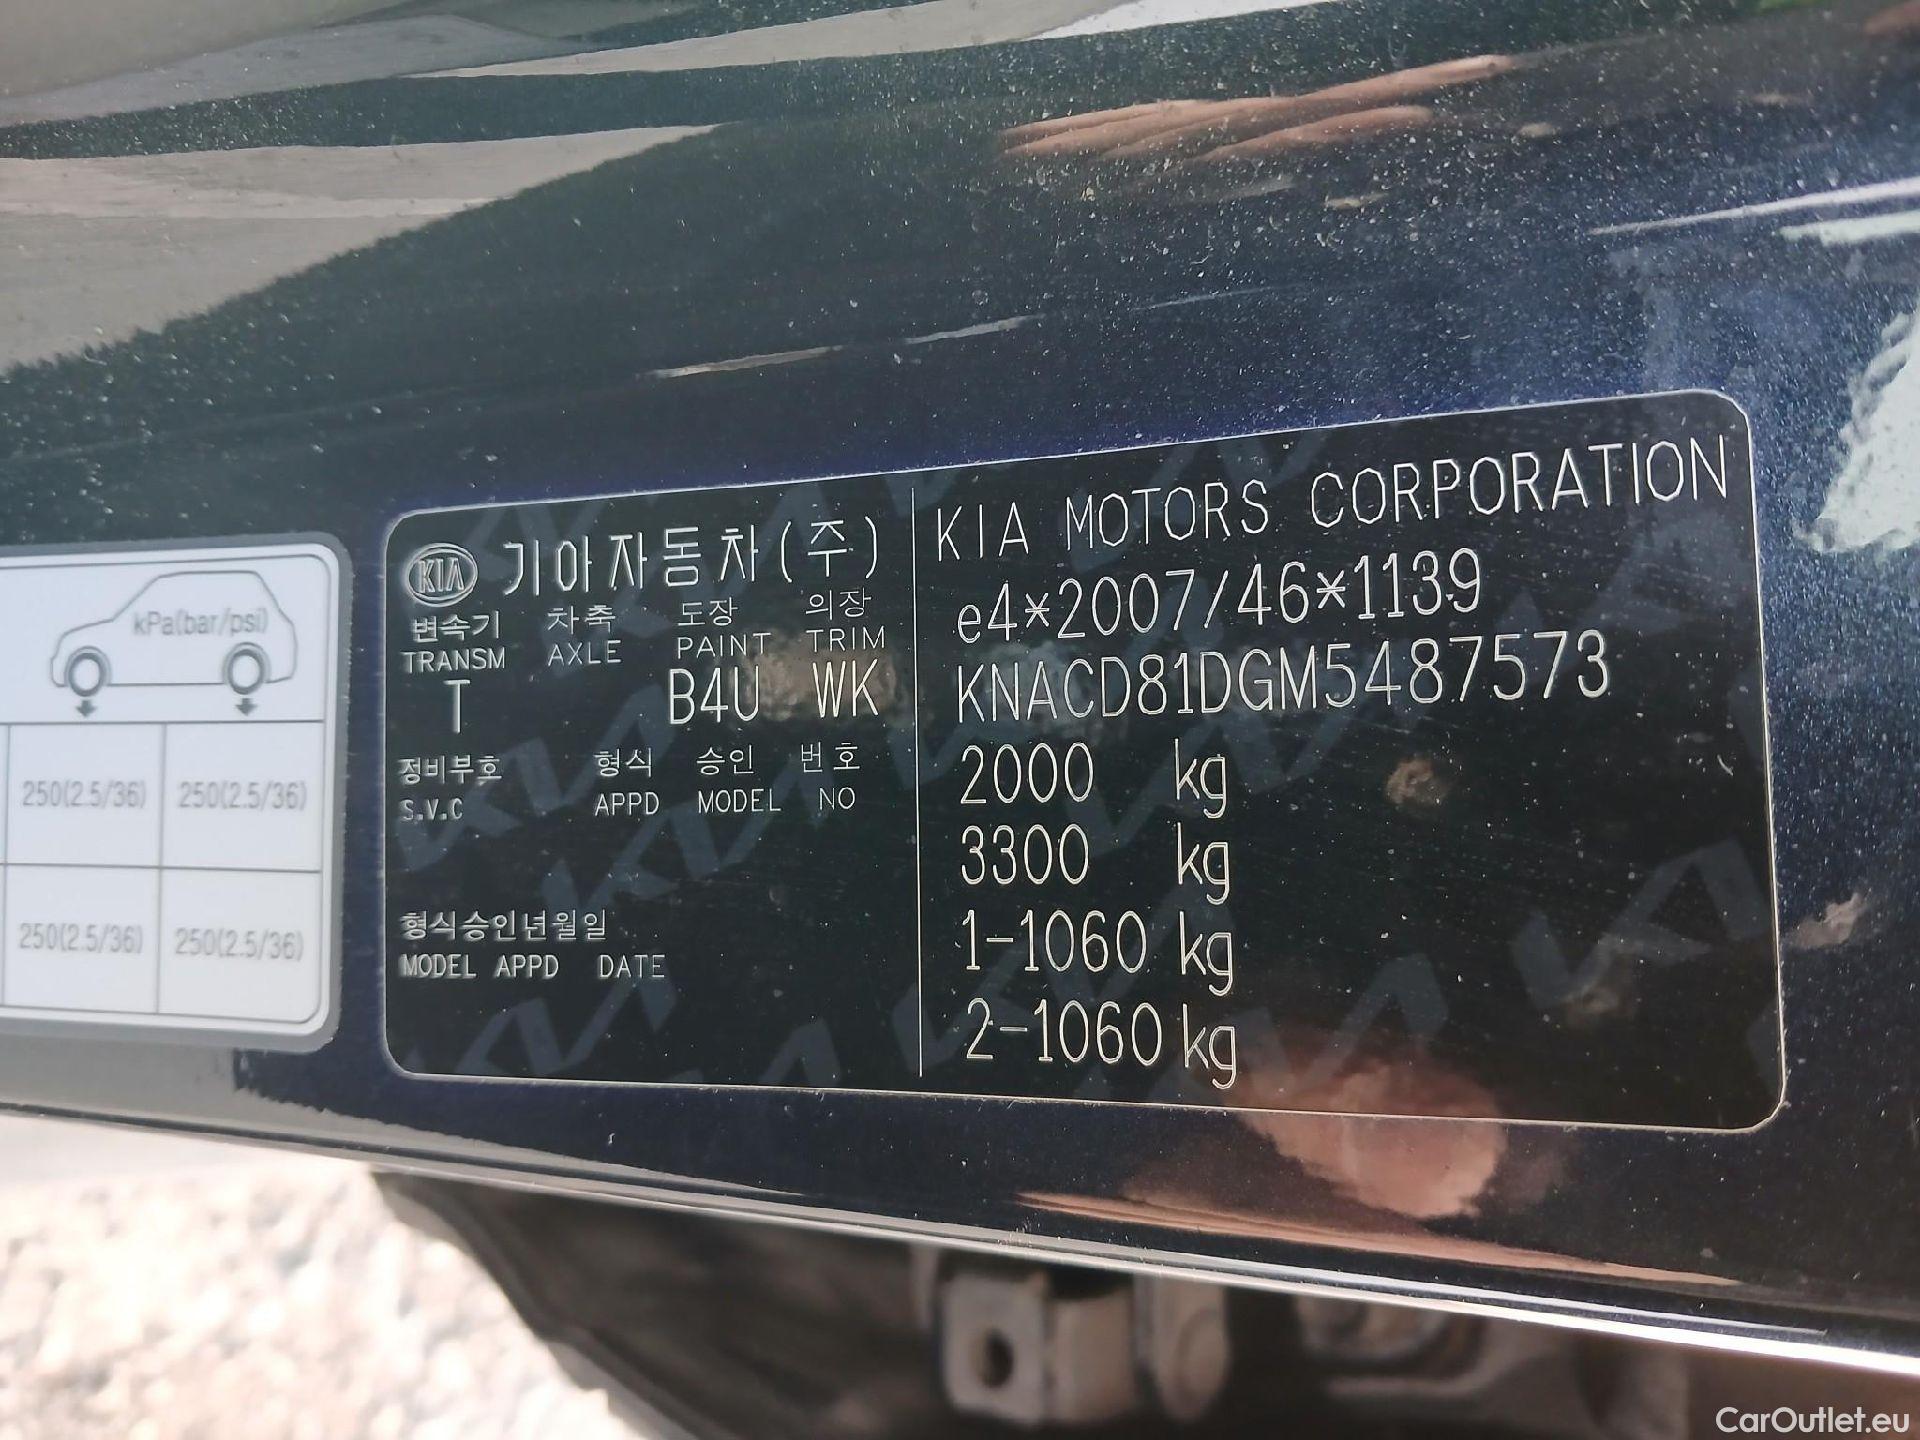 kPa(bar/psi)
250(2.5/36) 250(2.5/36)
250(2.5/36) 250(2.5/36)
KIA 기아자동차(주)
변속기 차축 도장 의장
TRANSM AXLE PAINT TRIM
T B4U WK
정비부호 형식 승인 번호
S.V.C APPD MODEL NO
형식승인년월일
MODEL APPD DATE
KIA MOTORS CORPORATION
e4*2007/46*1139
KNACD81DGM5487573
2000 kg
3300 kg
1-1060 kg
2-1060 kg
CarOutlet.eu